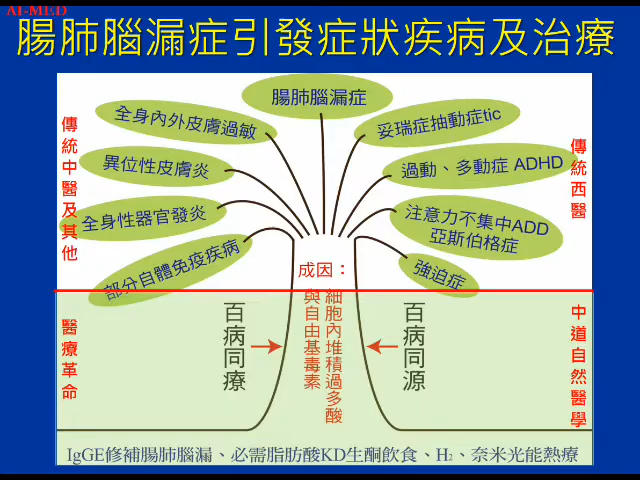 AI-MED
腸肺腦漏症引發症狀疾病及治療
腸肺腦漏症
全身內外皮膚過敏
妥瑞症抽動症tic
異位性皮膚炎
過動、多動症 ADHD
全身性器官發炎
注意力不集中ADD
亞斯伯格症
部分自體免疫疾病
強迫症
傳統中醫及其他
傳統西醫
成因：
細胞內堆積過多酸
與自由基毒素
百病同療
百病同源
醫療革命
中道自然醫學
IgGE修補腸肺腦漏、必需脂肪酸KD生酮飲食、H₂、奈米光能熱療